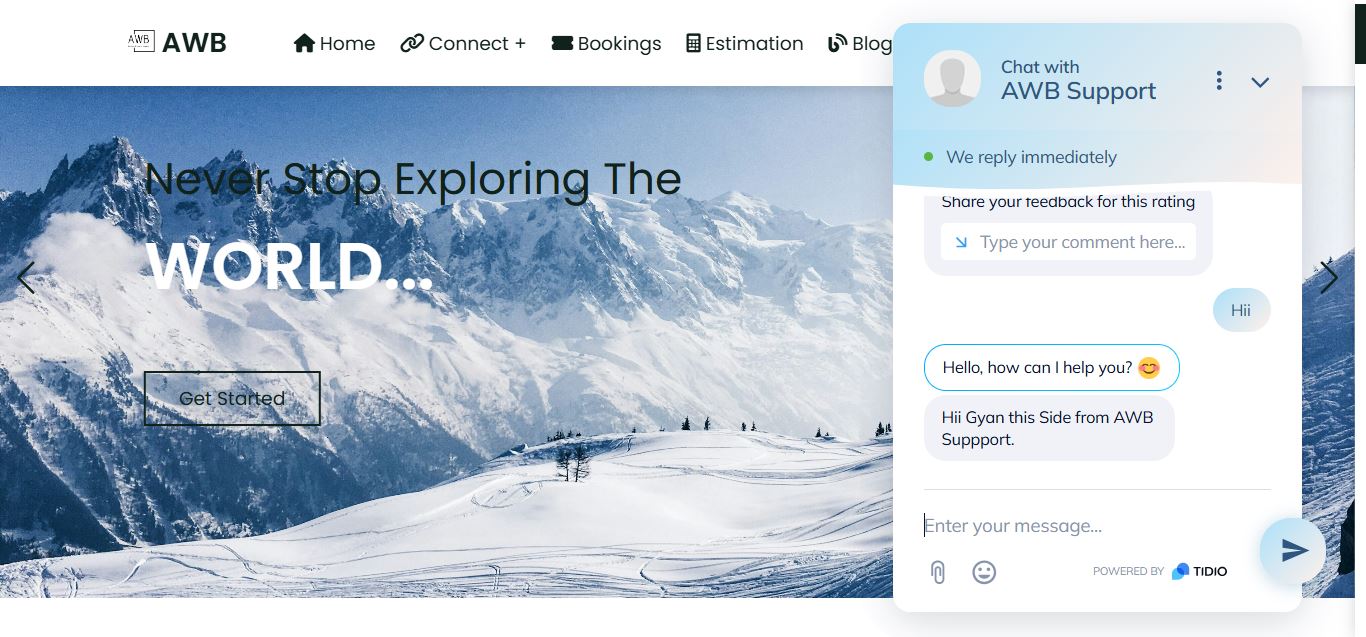 AWB AWB Home Connect + Bookings Estimation Blog
Never Stop Exploring The
WORLD...
Get Started
Chat with
AWB Support
We reply immediately
Share your feedback for this rating
Type your comment here...
Hii
Hello, how can I help you? 😊
Hii Gyan this Side from AWB
Suppport.
Enter your message...
POWERED BY TIDIO